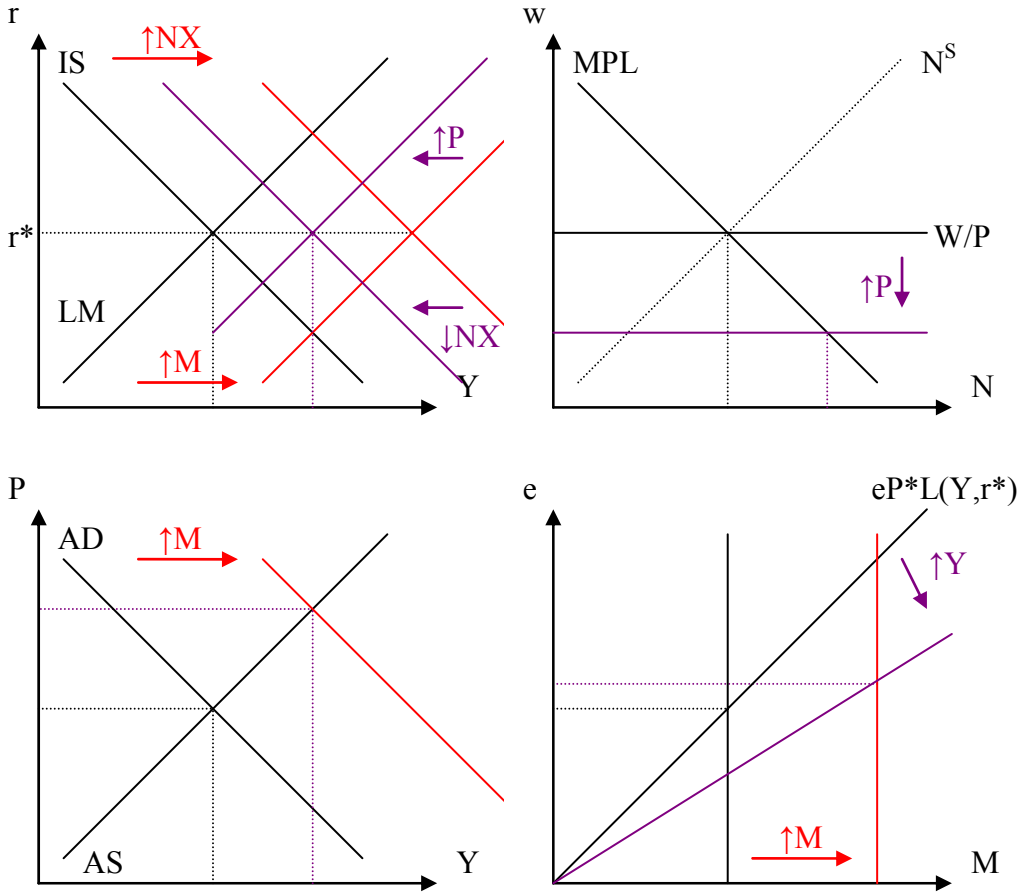 r
IS
↑NX
↑P
r*
LM
↓NX
↑M
Y
w
MPL
N^S
W/P
↑P
N
P
AD
↑M
AS
Y
e
eP*L(Y,r*)
↑Y
↑M
M